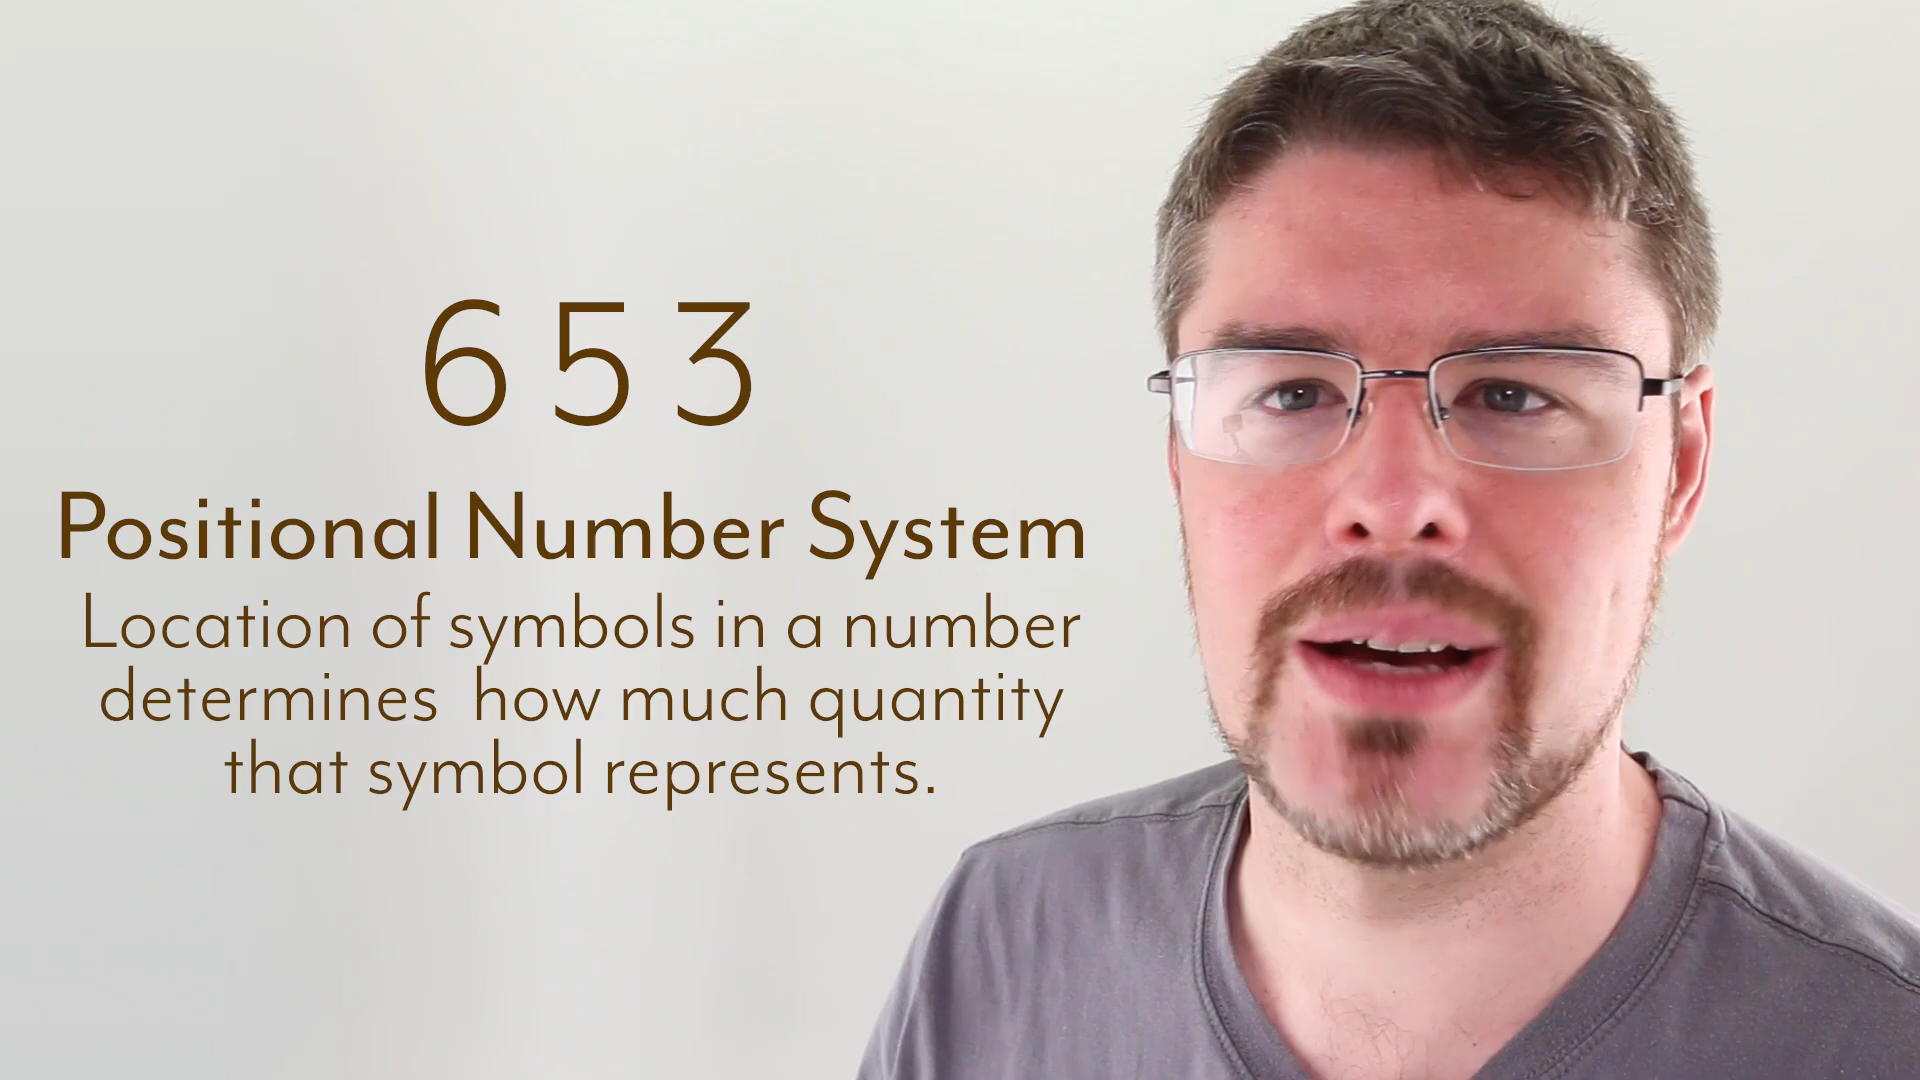 6 5 3
Positional Number System
Location of symbols in a number
determines  how much quantity
that symbol represents.